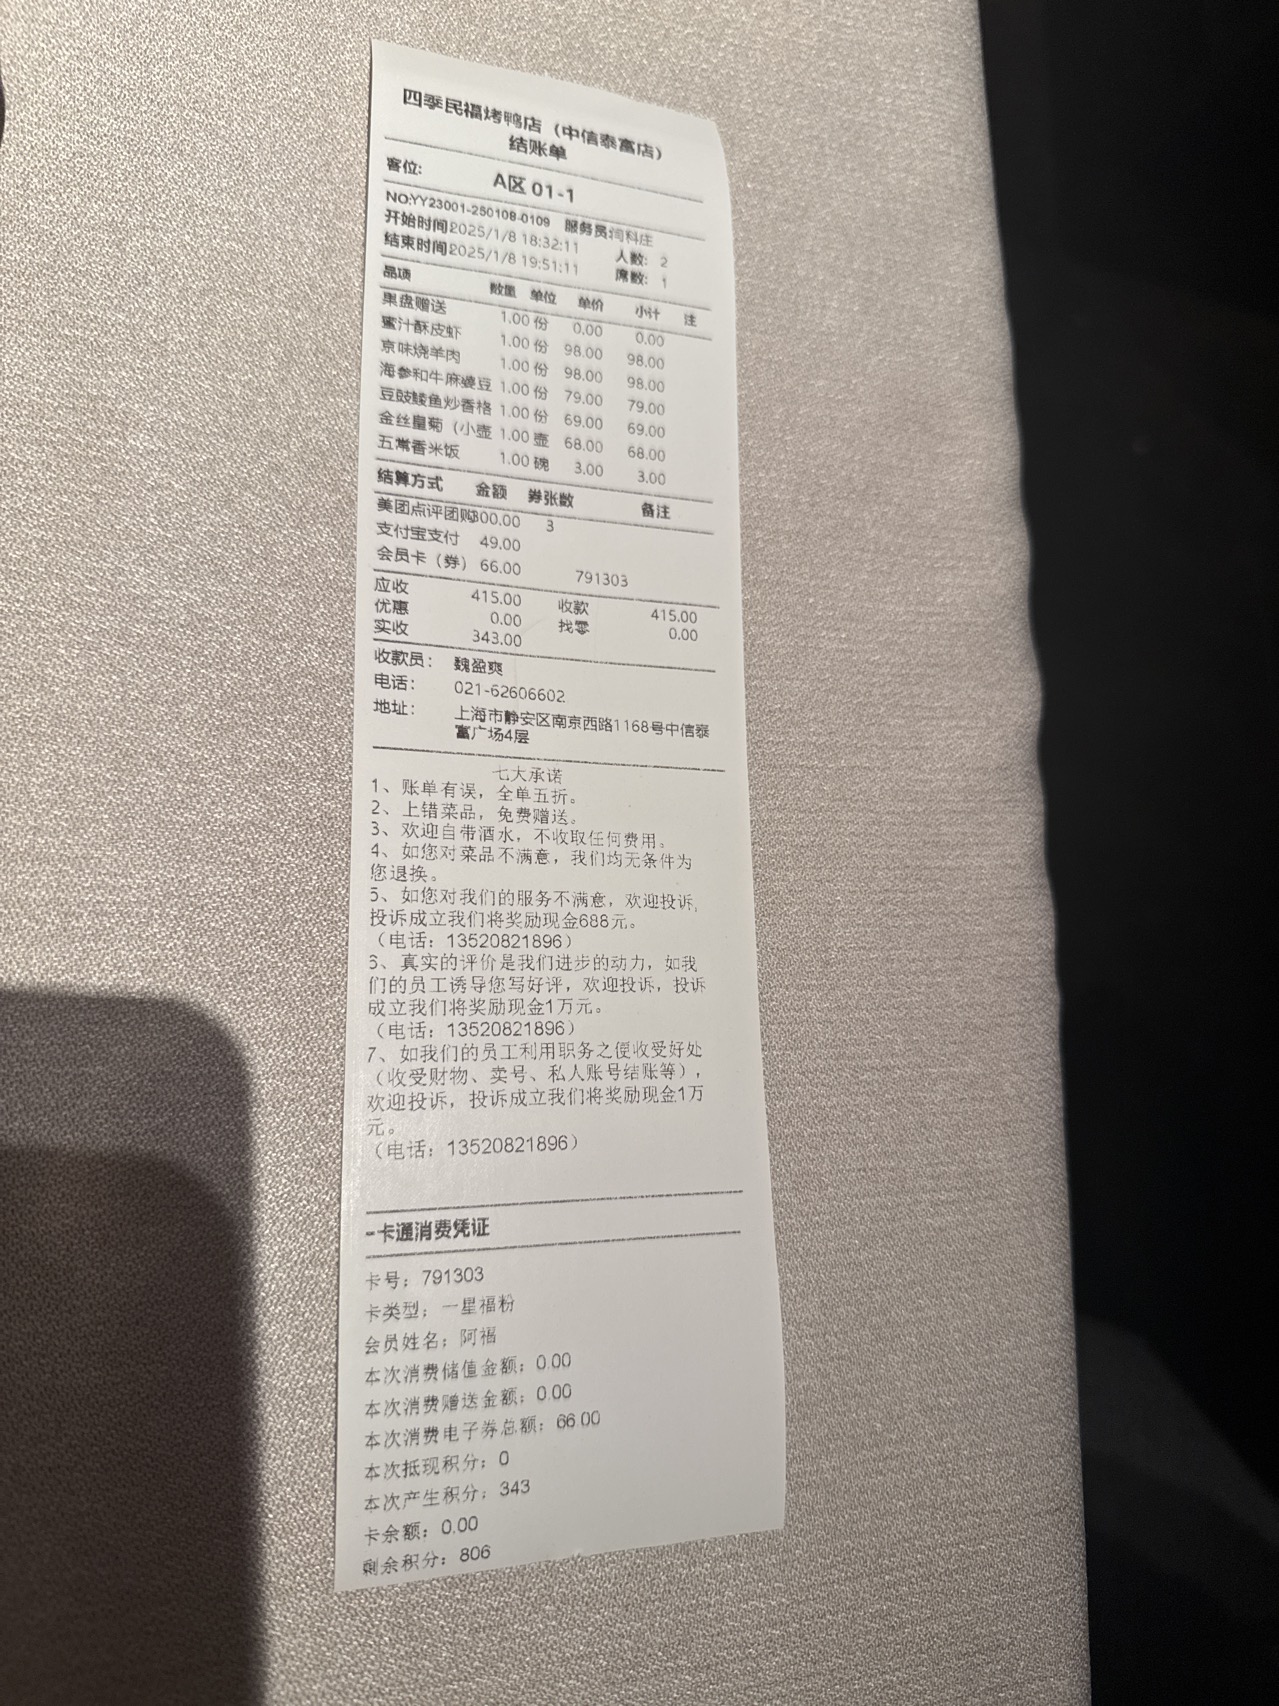 四季民福烤鸭店（中信泰富店）
结账单
客位: A区 01-1
NO:YY23001-250108-0109 服务员:司科庄
开始时间2025/1/8 18:32:11 人数: 2
结束时间2025/1/8 19:51:11 席数: 1
品项 数量 单位 单价 小计 注
果盘赠送 1.00 份 0.00 0.00
蜜汁酥皮虾 1.00 份 98.00 98.00
京味烧羊肉 1.00 份 98.00 98.00
海参和牛麻婆豆 1.00 份 79.00 79.00
豆豉鲮鱼炒香格 1.00 份 69.00 69.00
金丝皇菊（小壶 1.00 壶 68.00 68.00
五常香米饭 1.00 碗 3.00 3.00
结算方式 金额 券张数 备注
美团点评团购300.00 3
支付宝支付 49.00
会员卡（券） 66.00 791303
应收 415.00 收款 415.00
优惠 0.00 找零 0.00
实收 343.00
收款员: 魏盈爽
电话: 021-62606602
地址: 上海市静安区南京西路1168号中信泰
富广场4层
七大承诺
1、账单有误，全单五折。
2、上错菜品，免费赠送。
3、欢迎自带酒水，不收取任何费用。
4、如您对菜品不满意，我们均无条件为
您退换。
5、如您对我们的服务不满意，欢迎投诉，
投诉成立我们将奖励现金688元。
（电话：13520821896）
6、真实的评价是我们进步的动力，如我
们的员工诱导您写好评，欢迎投诉，投诉
成立我们将奖励现金1万元。
（电话：13520821896）
7、如我们的员工利用职务之便收受好处
（收受财物、卖号、私人账号结账等），
欢迎投诉，投诉成立我们将奖励现金1万
元。
（电话：13520821896）
一卡通消费凭证
卡号：791303
卡类型：一星福粉
会员姓名：阿福
本次消费储值金额：0.00
本次消费赠送金额：0.00
本次消费电子券总额：66.00
本次抵现积分：0
本次产生积分：343
卡余额：0.00
剩余积分：806